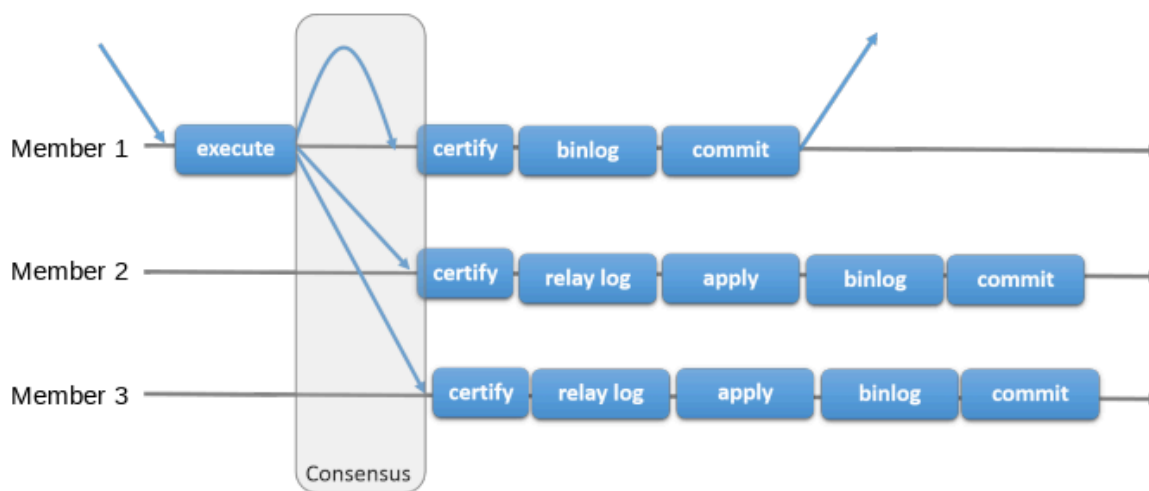 Member 1
execute
certify
binlog
commit
Member 2
certify
relay log
apply
binlog
commit
Member 3
certify
relay log
apply
binlog
commit
Consensus